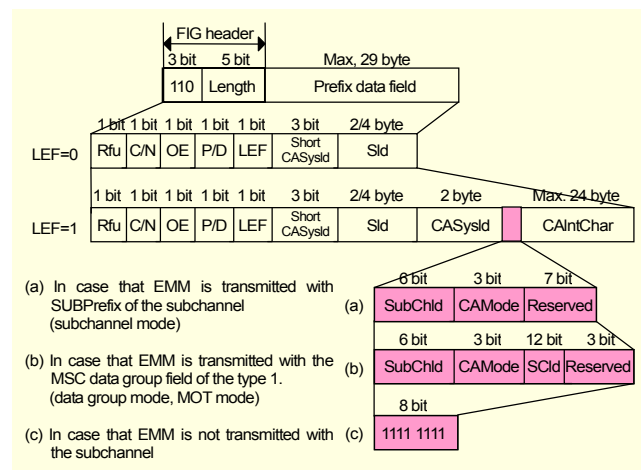 FIG header
3 bit 5 bit Max, 29 byte
110 Length Prefix data field
1 bit 1 bit 1 bit 1 bit 1 bit 3 bit 2/4 byte
LEF=0 Rfu C/N OE P/D LEF Short CASysId SId
1 bit 1 bit 1 bit 1 bit 1 bit 3 bit 2/4 byte 2 byte Max. 24 byte
LEF=1 Rfu C/N OE P/D LEF Short CASysId SId CASysId CAIntChar
(a) In case that EMM is transmitted with
SUBPrefix of the subchannel
(subchannel mode)
6 bit 3 bit 7 bit
(a) SubChId CAMode Reserved
(b) In case that EMM is transmitted with the
MSC data group field of the type 1.
(data group mode, MOT mode)
6 bit 3 bit 12 bit 3 bit
(b) SubChId CAMode SCId Reserved
(c) In case that EMM is not transmitted with
the subchannel
8 bit
(c) 1111 1111